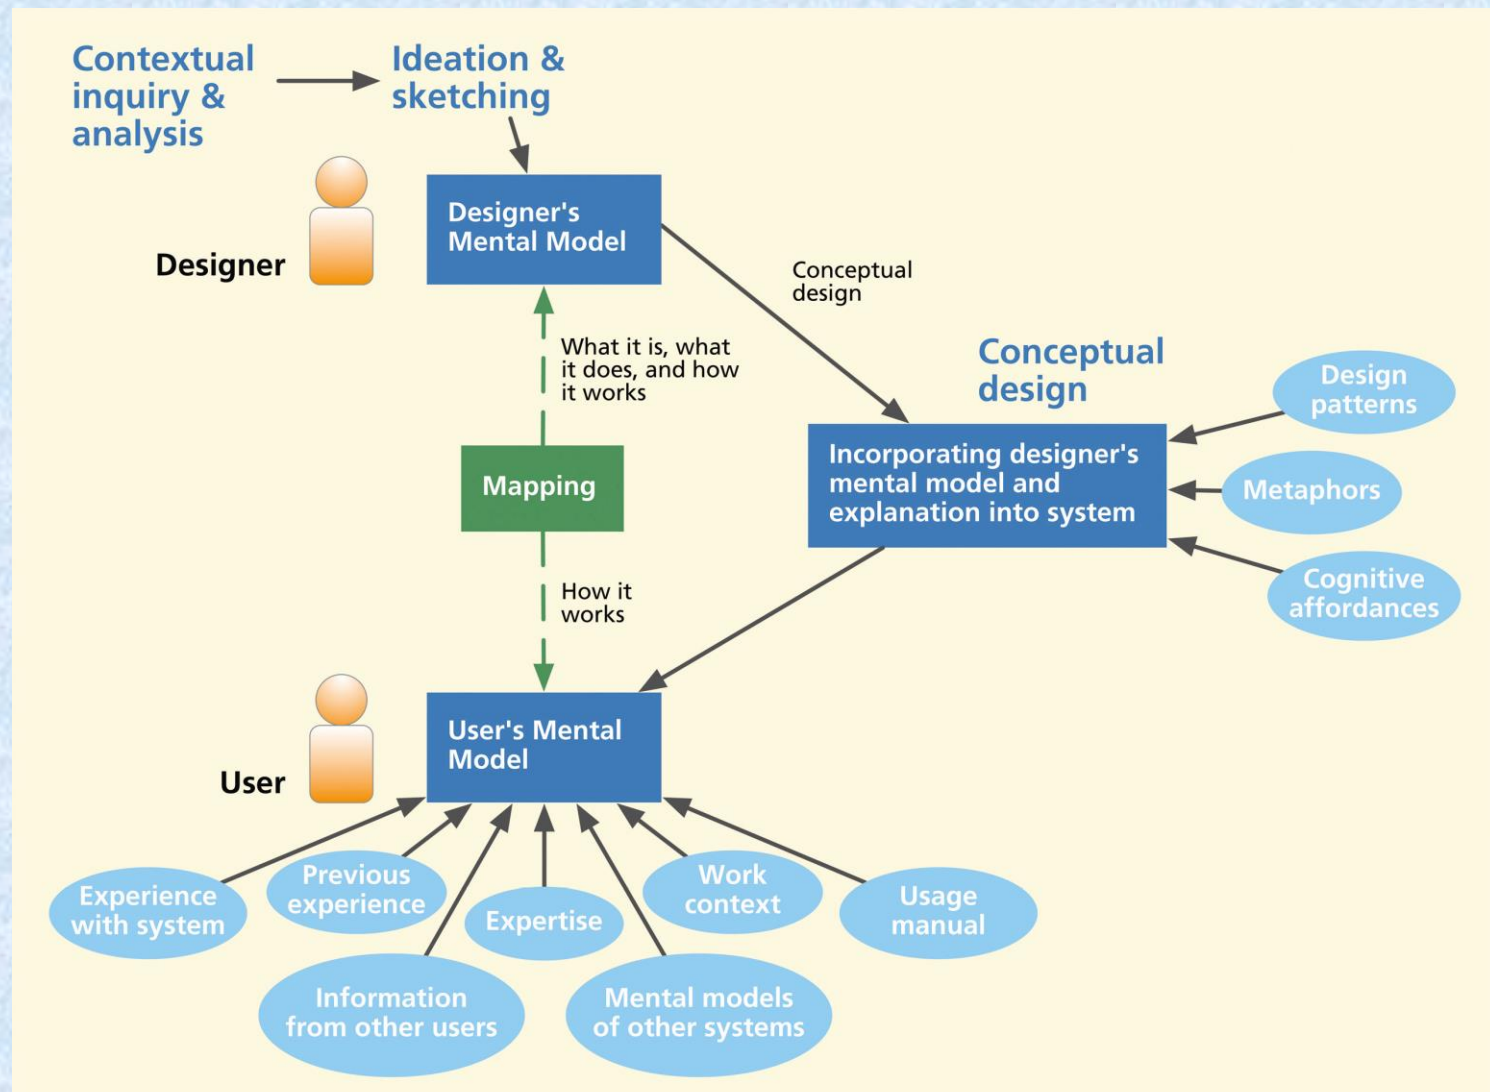 Contextual
inquiry &
analysis
Ideation &
sketching
Designer
Designer's
Mental Model
Conceptual
design
What it is, what
it does, and how
it works
Conceptual
design
Design
patterns
Incorporating designer's
mental model and
explanation into system
Metaphors
Cognitive
affordances
Mapping
How it
works
User
User's Mental
Model
Experience
with system
Previous
experience
Expertise
Work
context
Usage
manual
Information
from other users
Mental models
of other systems